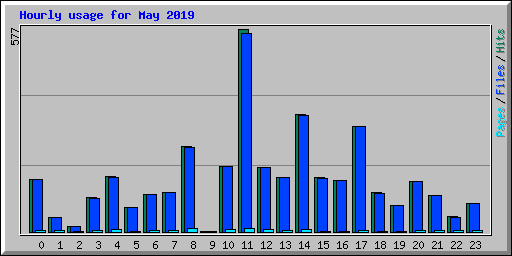 Hourly usage for May 2019
577
Pages/Files/Hits
0 1 2 3 4 5 6 7 8 9 10 11 12 13 14 15 16 17 18 19 20 21 22 23